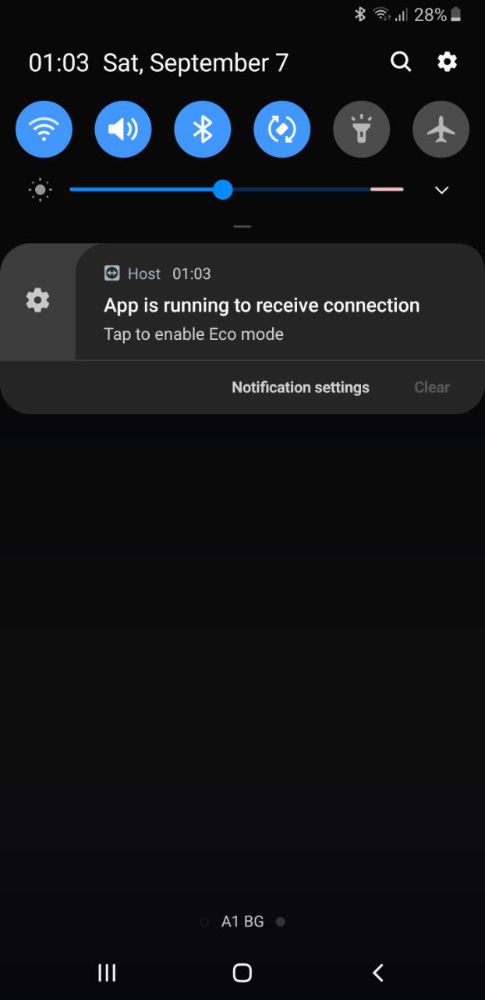 28%
01:03 Sat, September 7
Host 01:03
App is running to receive connection
Tap to enable Eco mode
Notification settings Clear
A1 BG